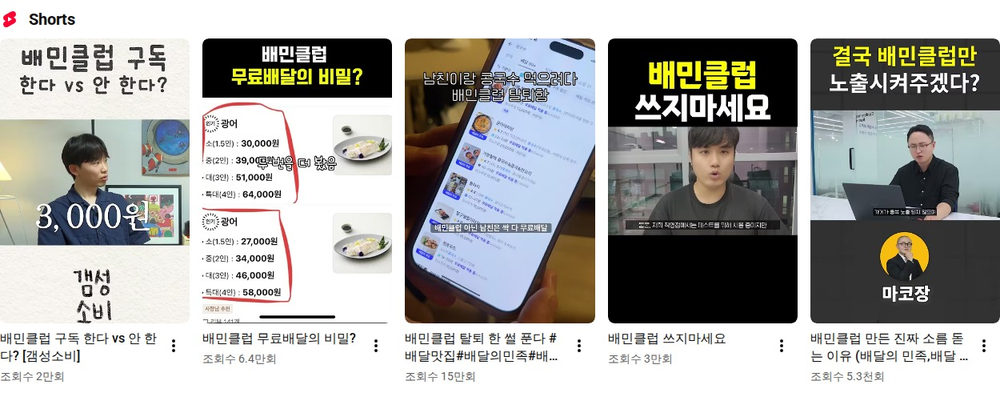 Shorts
배민클럽 구독
한다 vs 안 한다?
3,000원
갬성
소비
배민클럽 구독 한다 vs 안 한
다? [갬성소비]
조회수 2만회
배민클럽
무료배달의 비밀?
인기 광어
소(1.5인) : 30,000원
중(2인) : 39,00
대(3인) : 51,000원
특대(4인) : 64,000원
인기 광어
소(1.5인) : 27,000원
중(2인) : 34,000원
대(3인) : 46,000원
특대(4인) : 58,000원
사장님 추천
배민클럽 무료배달의 비밀?
조회수 6.4만회
남친이랑 콩국수 먹으려다
배민클럽 탈퇴함
배민클럽 아닌 남친은 싹 다 무료배달
배민클럽 탈퇴 한 썰 푼다 #
배달맛집#배달의민족#배...
조회수 15만회
배민클럽
쓰지마세요
배민클럽 쓰지마세요
조회수 3만회
결국 배민클럽만
노출시켜주겠다?
마코장
배민클럽 만든 진짜 소름 돋
는 이유 (배달의 민족,배달 ...
조회수 5.3천회